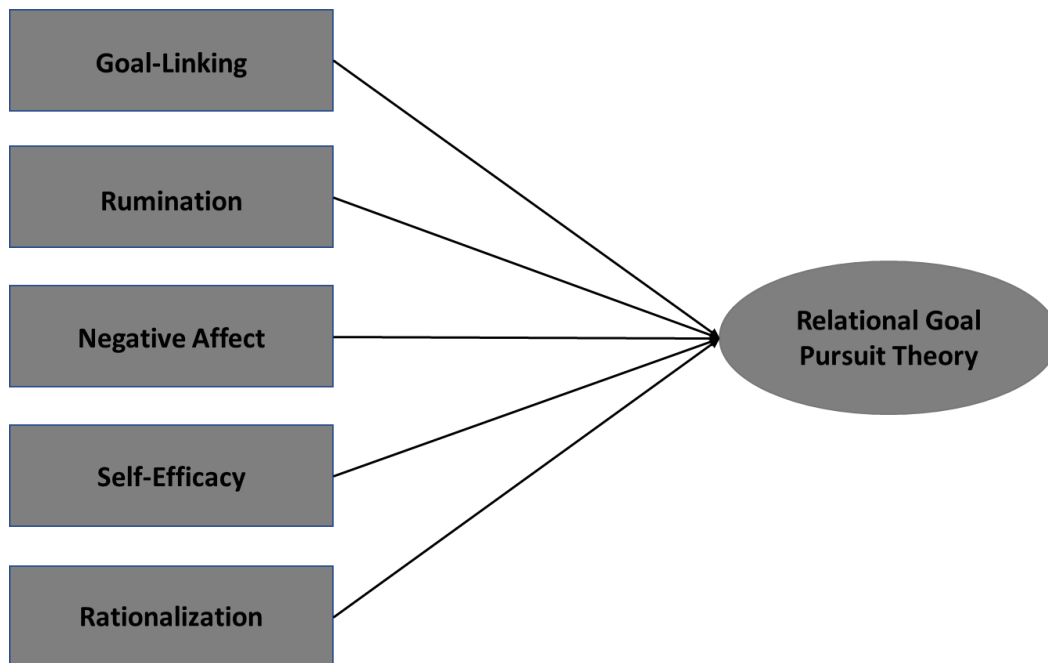 Goal-Linking
Rumination
Negative Affect
Self-Efficacy
Rationalization
Relational Goal
Pursuit Theory